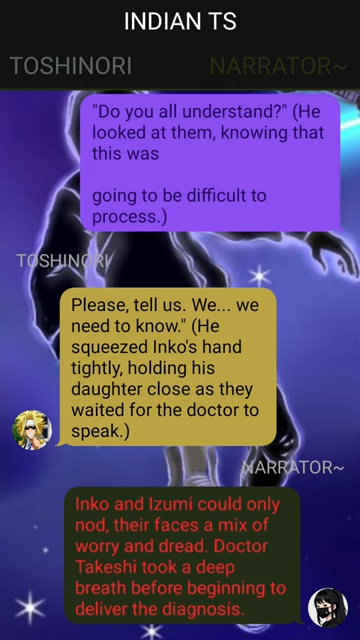 INDIAN TS
TOSHINORI NARRATOR~
"Do you all understand?" (He
looked at them, knowing that
this was
going to be difficult to
process.)
TOSHINORI
Please, tell us. We... we
need to know." (He
squeezed Inko's hand
tightly, holding his
daughter close as they
waited for the doctor to
speak.)
NARRATOR~
Inko and Izumi could only
nod, their faces a mix of
worry and dread. Doctor
Takeshi took a deep
breath before beginning to
deliver the diagnosis.